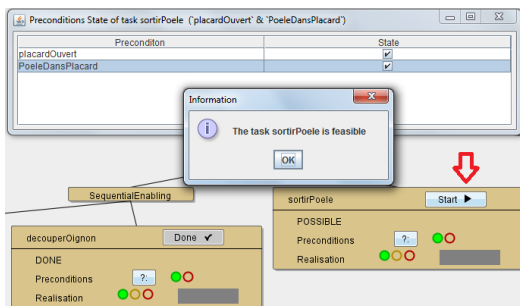 Preconditions State of task sortirPoele (`placardOuvert` & `PoeleDansPlacard`)
Preconditon State
placardOuvert
PoeleDansPlacard
Information
The task sortirPoele is feasible
OK
SequentialEnabling
sortirPoele Start
POSSIBLE
Preconditions ?:
Realisation
decouperOignon Done
DONE
Preconditions ?:
Realisation